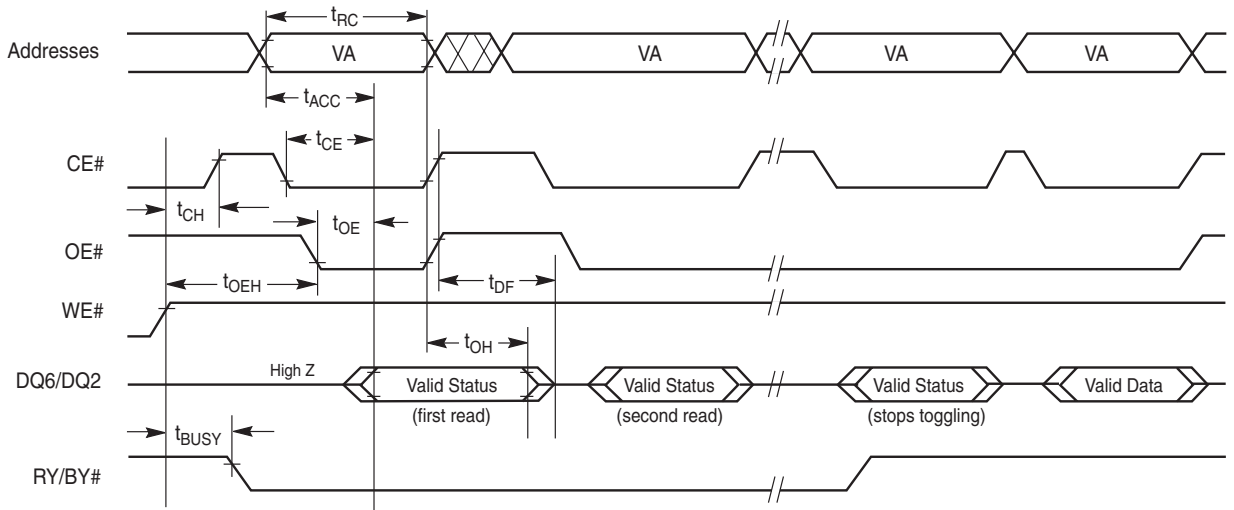 tRC
Addresses VA VA VA VA
tACC
tCE
CE#
tCH tOE
OE#
tOEH tDF
WE#
tOH
High Z
DQ6/DQ2 Valid Status Valid Status Valid Status Valid Data
(first read) (second read) (stops toggling)
tBUSY
RY/BY#